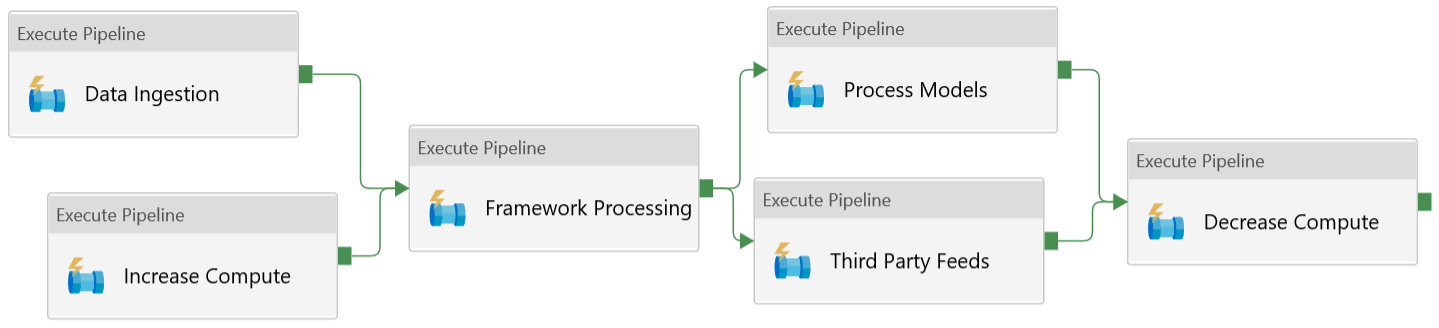 Execute Pipeline
Data Ingestion
Execute Pipeline
Increase Compute
Execute Pipeline
Framework Processing
Execute Pipeline
Process Models
Execute Pipeline
Third Party Feeds
Execute Pipeline
Decrease Compute